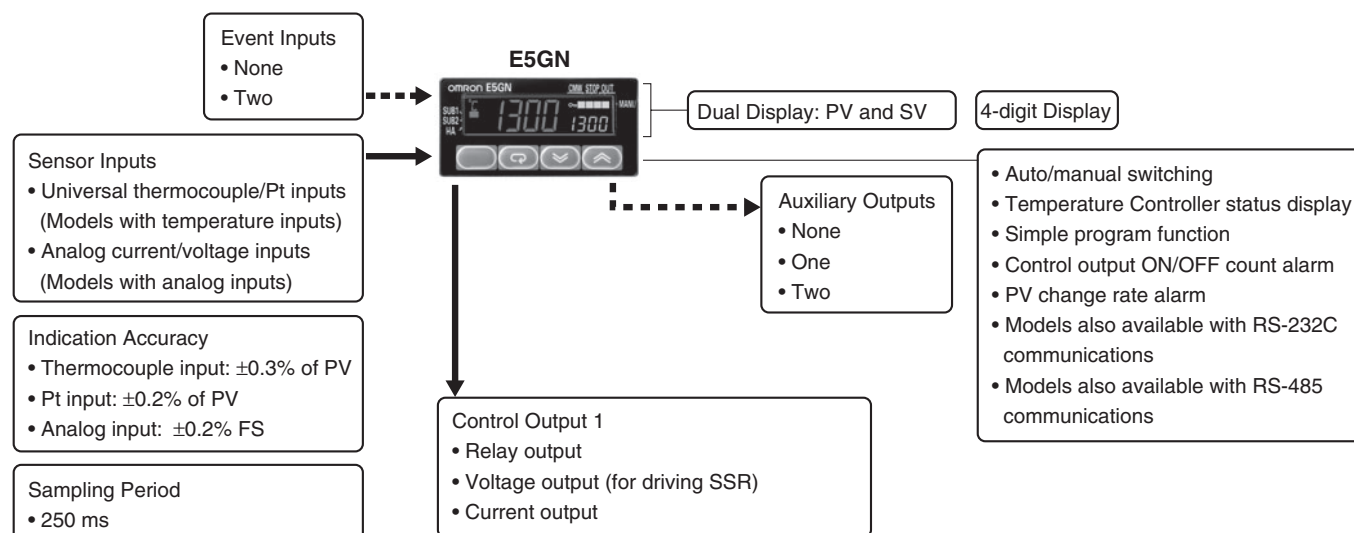 Event Inputs
• None
• Two
E5GN
OMRON E5GN
CMW STOP OUT
SUB1
SUB2
HA
°C
1300
1300
MANU
Dual Display: PV and SV
4-digit Display
Sensor Inputs
• Universal thermocouple/Pt inputs
(Models with temperature inputs)
• Analog current/voltage inputs
(Models with analog inputs)
Auxiliary Outputs
• None
• One
• Two
• Auto/manual switching
• Temperature Controller status display
• Simple program function
• Control output ON/OFF count alarm
• PV change rate alarm
• Models also available with RS-232C
communications
• Models also available with RS-485
communications
Indication Accuracy
• Thermocouple input: ±0.3% of PV
• Pt input: ±0.2% of PV
• Analog input: ±0.2% FS
Control Output 1
• Relay output
• Voltage output (for driving SSR)
• Current output
Sampling Period
• 250 ms